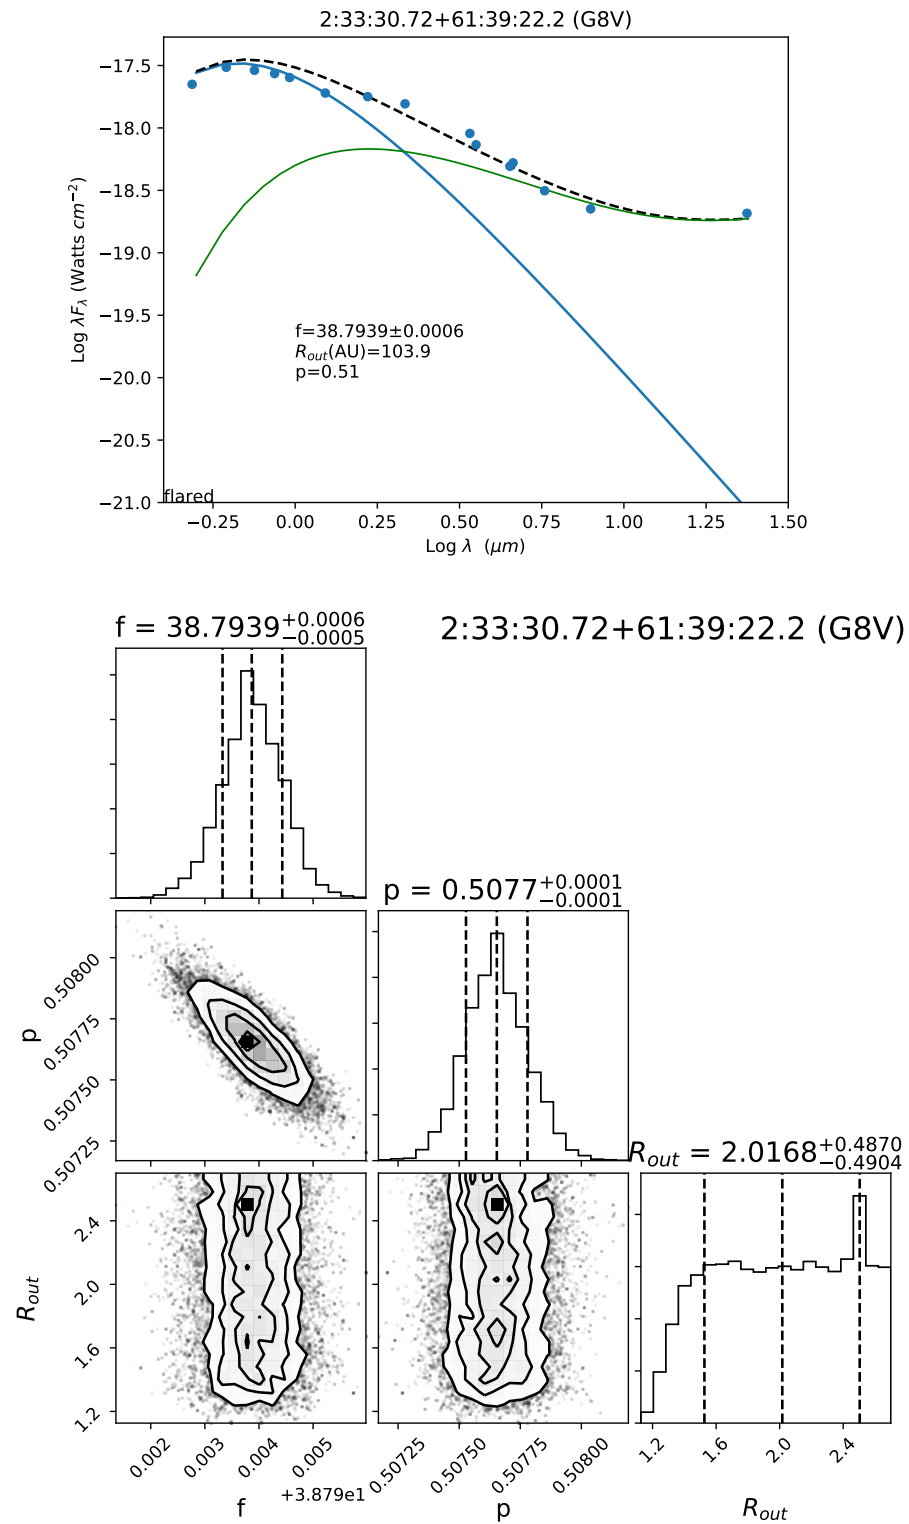 2:33:30.72+61:39:22.2 (G8V)
Log λF_λ (Watts cm^−2)
−17.5
−18.0
−18.5
−19.0
−19.5
−20.0
−20.5
−21.0
f=38.7939±0.0006
R_out(AU)=103.9
p=0.51
flared
−0.25 0.00 0.25 0.50 0.75 1.00 1.25 1.50
Log λ (μm)
f = 38.7939 +0.0006 −0.0005
2:33:30.72+61:39:22.2 (G8V)
p = 0.5077 +0.0001 −0.0001
p
0.50800
0.50775
0.50750
0.50725
R_out = 2.0168 +0.4870 −0.4904
R_out
2.4
2.0
1.6
1.2
0.002 0.003 0.004 0.005
+3.879e1
f
0.50725 0.50750 0.50775 0.50800
p
1.2 1.6 2.0 2.4
R_out